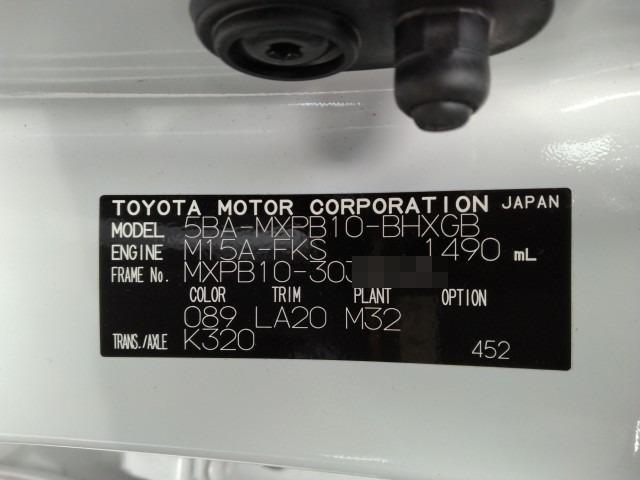 TOYOTA MOTOR CORPORATION JAPAN
MODEL 5BA-MXPB10-BHXGB
ENGINE M15A-FKS 1490 mL
FRAME No. MXPB10-30
COLOR TRIM PLANT OPTION
089 LA20 M32
TRANS./AXLE K320
452